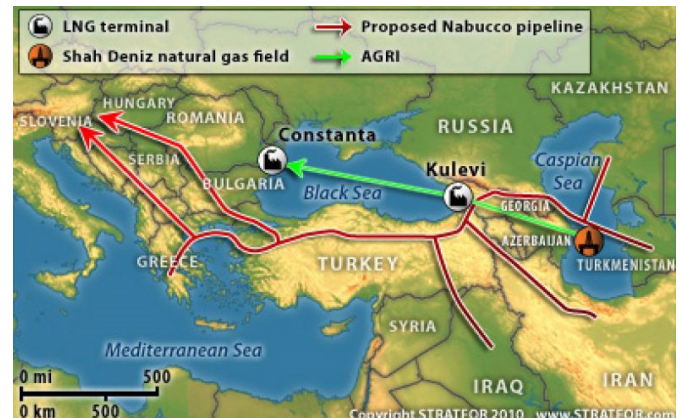 LNG terminal
Proposed Nabucco pipeline
Shah Deniz natural gas field
AGRI
KAZAKHSTAN
HUNGARY
SLOVENIA
ROMANIA
RUSSIA
Constanta
SERBIA
Kulevi
Caspian
Sea
BULGARIA
Black Sea
GEORGIA
AZERBAIJAN
GREECE
TURKEY
TURKMENISTAN
SYRIA
Mediterranean Sea
0 mi 500
IRAQ
IRAN
0 km 500
Copyright STRATFOR 2010 www.STRATFOR.com